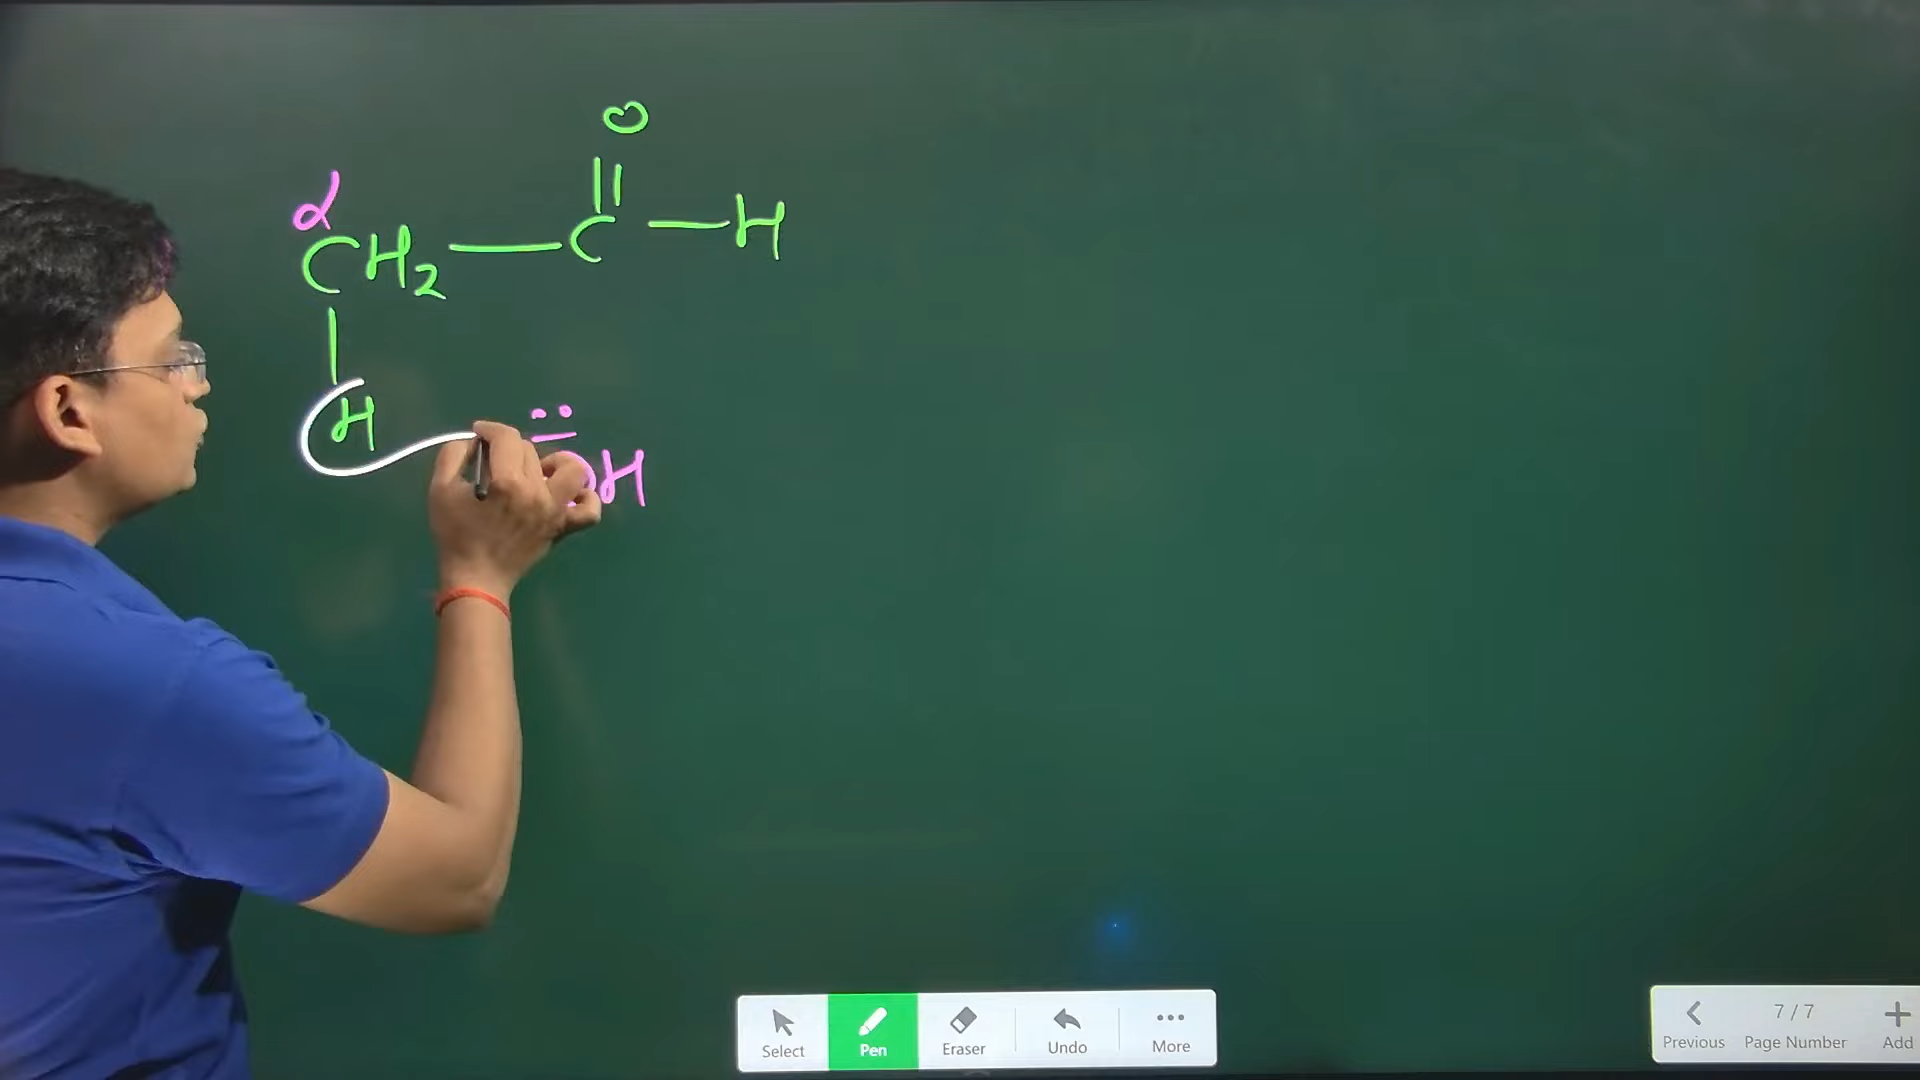 O
α
CH₂ — C — H
H
OH
Select Pen Eraser Undo More
7 / 7
Previous Page Number Add